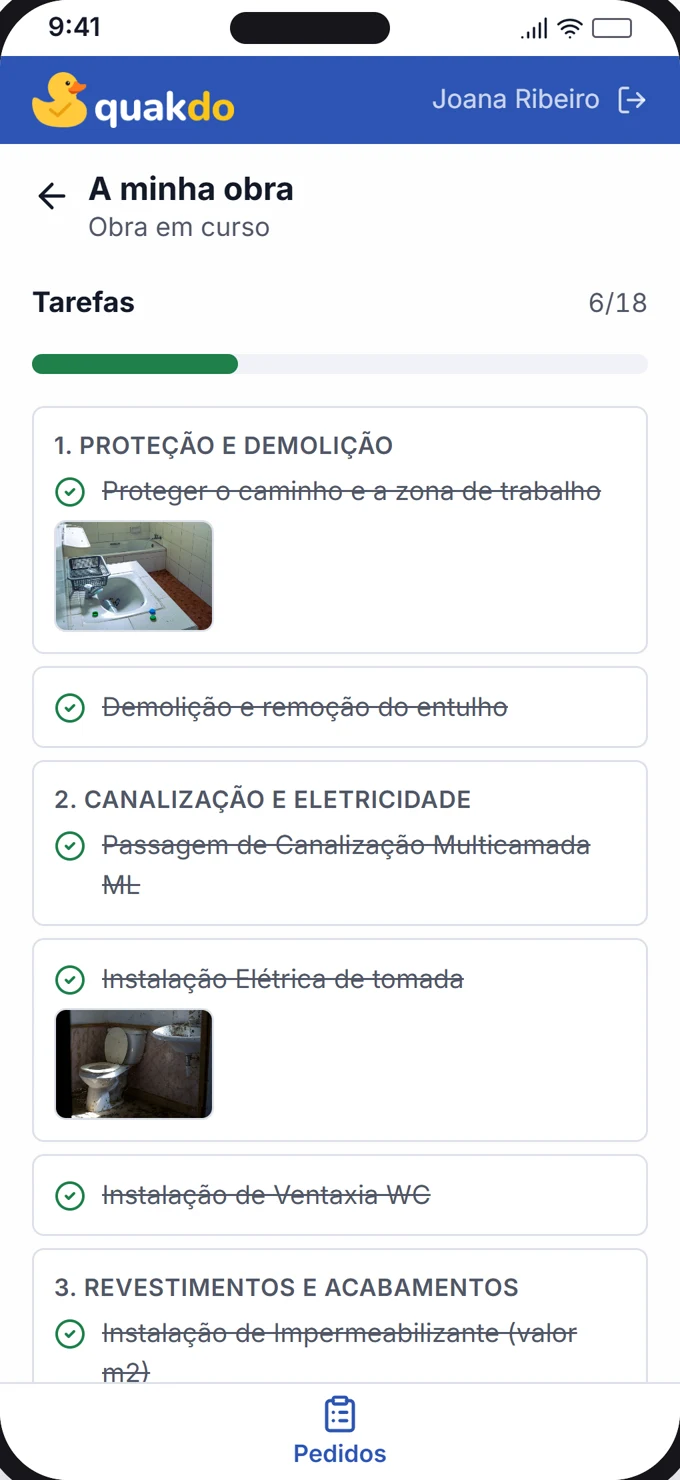 9:41
quakdo
Joana Ribeiro
A minha obra
Obra em curso
Tarefas
6/18
1. PROTEÇÃO E DEMOLIÇÃO
Proteger o caminho e a zona de trabalho
Demolição e remoção do entulho
2. CANALIZAÇÃO E ELETRICIDADE
Passagem de Canalização Multicamada
ML
Instalação Elétrica de tomada
Instalação de Ventaxia WC
3. REVESTIMENTOS E ACABAMENTOS
Instalação de Impermeabilizante (valor
m2)
Pedidos